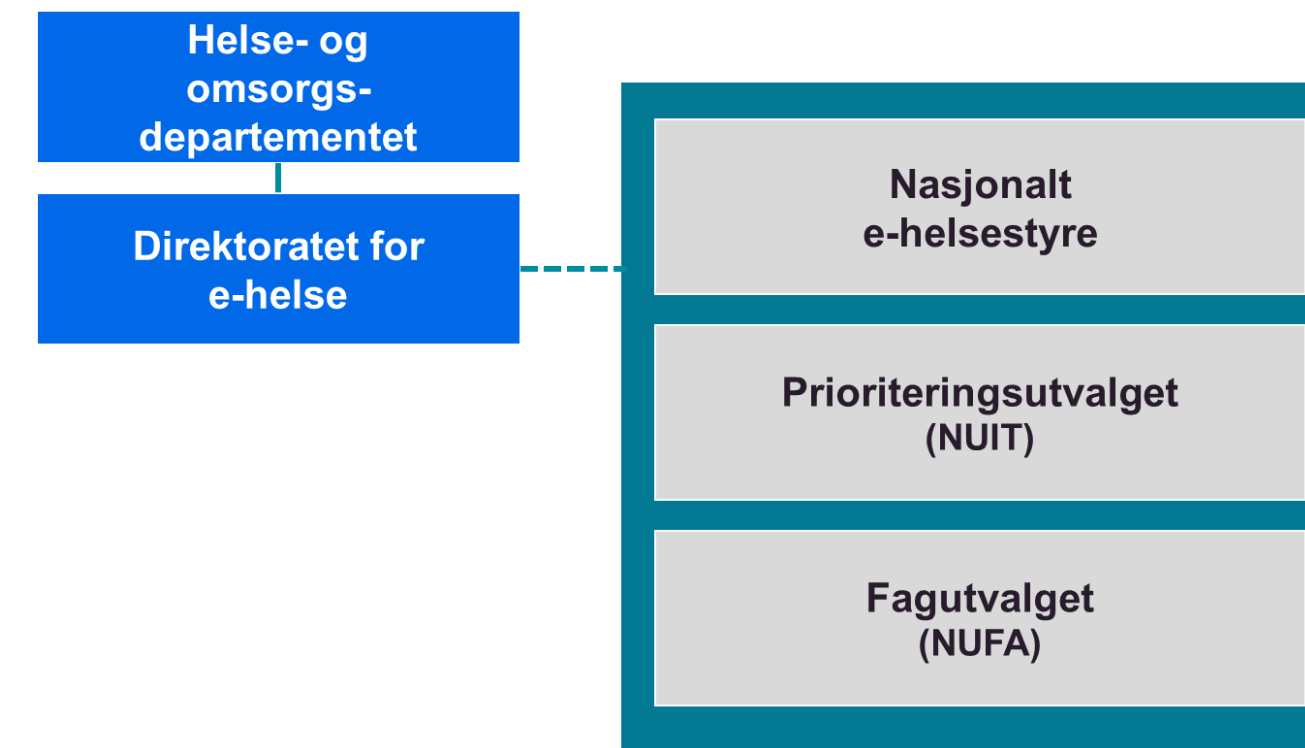 Helse- og
omsorgs-
departementet
Direktoratet for
e-helse
Nasjonalt
e-helsestyre
Prioriteringsutvalget
(NUIT)
Fagutvalget
(NUFA)